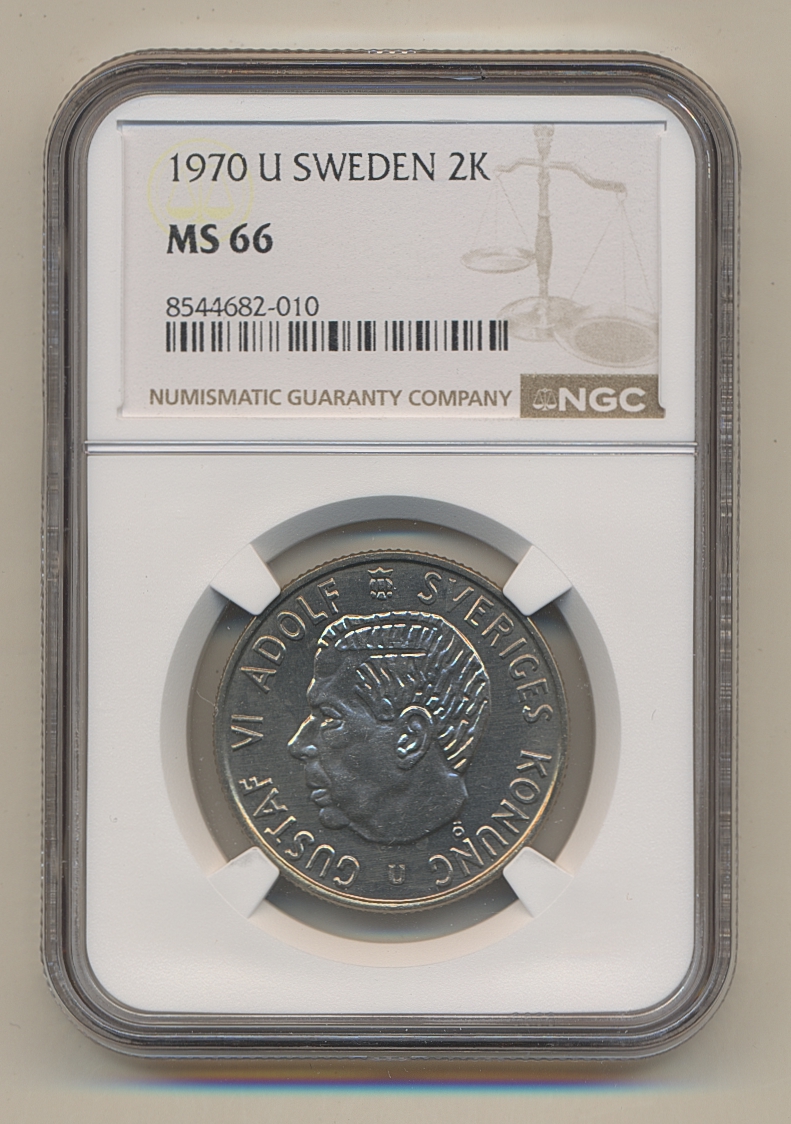 1970 U SWEDEN 2K
MS 66
8544682-010
NUMISMATIC GUARANTY COMPANY NGC
GUSTAF VI ADOLF SVERIGES KONUNG
U